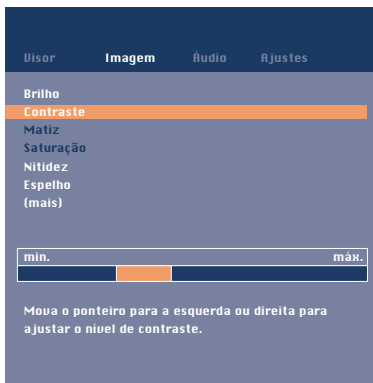 Visor Imagem Áudio Ajustes
Brilho
Contraste
Matiz
Saturação
Nitidez
Espelho
(mais)
mín. máx.
Mova o ponteiro para a esquerda ou direita para
ajustar o nível de contraste.